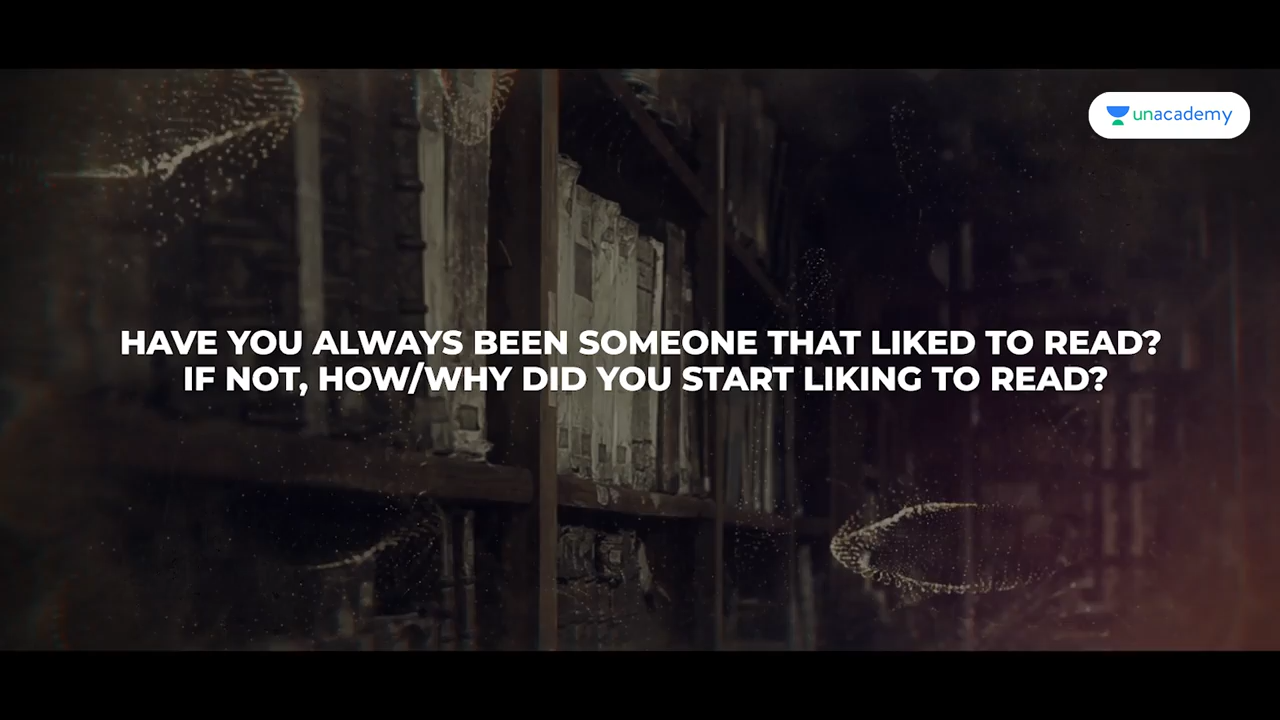 unacademy
HAVE YOU ALWAYS BEEN SOMEONE THAT LIKED TO READ?
IF NOT, HOW/WHY DID YOU START LIKING TO READ?